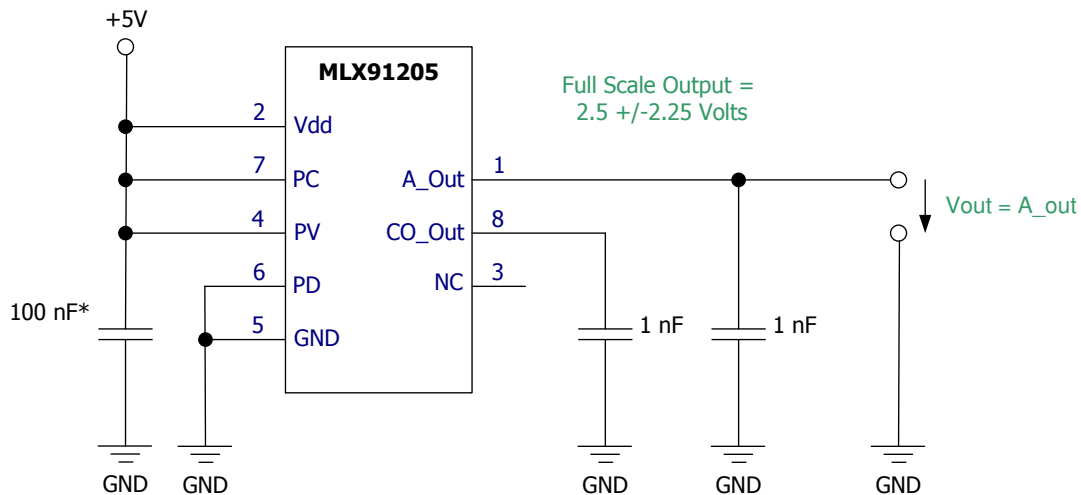 +5V
MLX91205
Full Scale Output =
2.5 +/-2.25 Volts
2
Vdd
7
PC
A_Out
1
Vout = A_out
4
PV
CO_Out
8
6
PD
NC
3
100 nF*
5
GND
1 nF
1 nF
GND
GND
GND
GND
GND